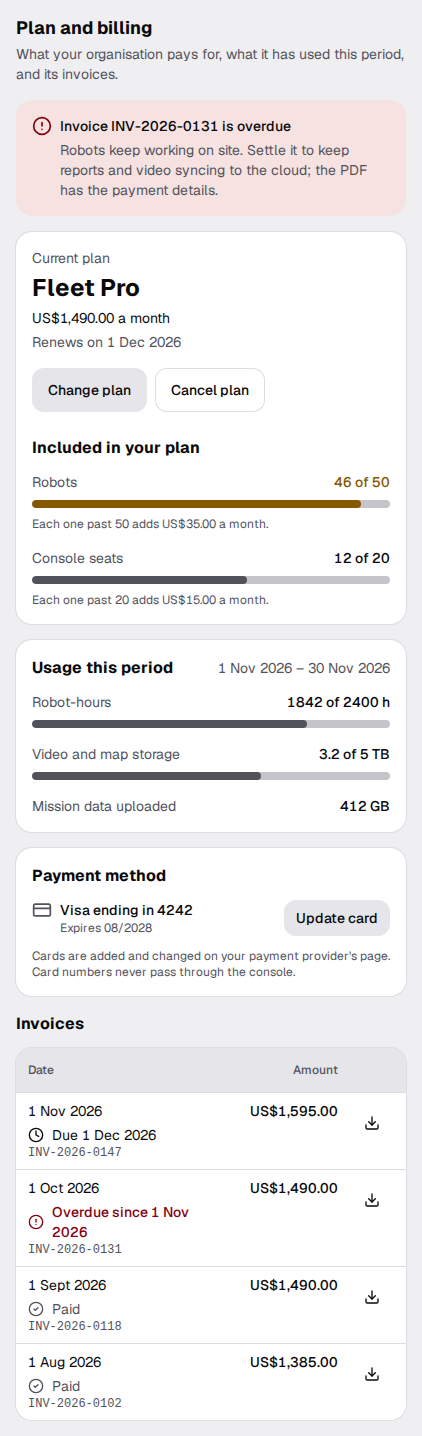 Plan and billing
What your organisation pays for, what it has used this period,
and its invoices.
Invoice INV-2026-0131 is overdue
Robots keep working on site. Settle it to keep
reports and video syncing to the cloud; the PDF
has the payment details.
Current plan
Fleet Pro
US$1,490.00 a month
Renews on 1 Dec 2026
Change plan
Cancel plan
Included in your plan
Robots
46 of 50
Each one past 50 adds US$35.00 a month.
Console seats
12 of 20
Each one past 20 adds US$15.00 a month.
Usage this period
1 Nov 2026 – 30 Nov 2026
Robot-hours
1842 of 2400 h
Video and map storage
3.2 of 5 TB
Mission data uploaded
412 GB
Payment method
Visa ending in 4242
Expires 08/2028
Update card
Cards are added and changed on your payment provider's page.
Card numbers never pass through the console.
Invoices
Date
Amount
1 Nov 2026
US$1,595.00
Due 1 Dec 2026
INV-2026-0147
1 Oct 2026
US$1,490.00
Overdue since 1 Nov
2026
INV-2026-0131
1 Sept 2026
US$1,490.00
Paid
INV-2026-0118
1 Aug 2026
US$1,385.00
Paid
INV-2026-0102